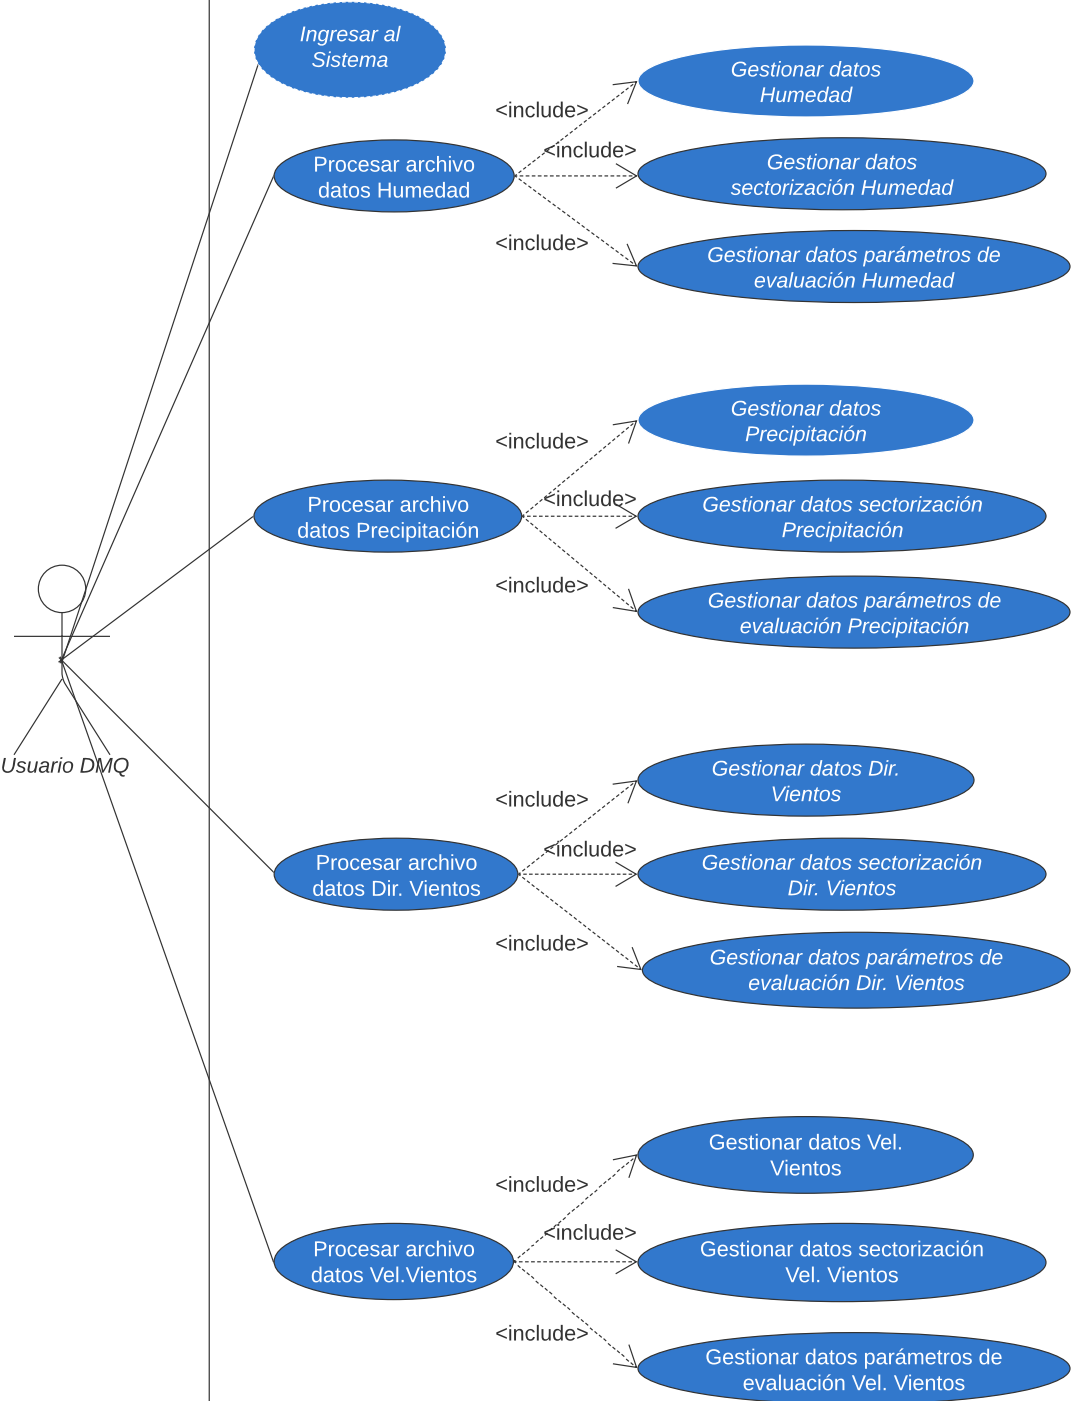 Ingresar al
Sistema
Gestionar datos
Humedad
<include>
<include>
Procesar archivo
datos Humedad
Gestionar datos
sectorización Humedad
<include>
Gestionar datos parámetros de
evaluación Humedad
Gestionar datos
Precipitación
<include>
<include>
Procesar archivo
datos Precipitación
Gestionar datos sectorización
Precipitación
<include>
Gestionar datos parámetros de
evaluación Precipitación
Usuario DMQ
Gestionar datos Dir.
Vientos
<include>
<include>
Procesar archivo
datos Dir. Vientos
Gestionar datos sectorización
Dir. Vientos
<include>
Gestionar datos parámetros de
evaluación Dir. Vientos
Gestionar datos Vel.
Vientos
<include>
<include>
Procesar archivo
datos Vel.Vientos
Gestionar datos sectorización
Vel. Vientos
<include>
Gestionar datos parámetros de
evaluación Vel. Vientos